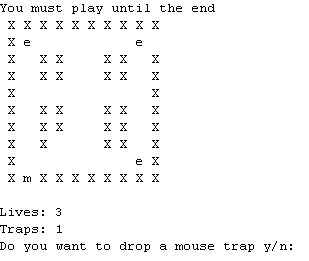 You must play until the end
 X X X X X X X X X X
 X e             e X
 X   X X     X X   X
 X   X X     X X   X
 X                 X
 X   X X     X X   X
 X   X X     X X   X
 X   X       X X   X
 X               e X
 X m X X X X X X X X
Lives: 3
Traps: 1
Do you want to drop a mouse trap y/n: